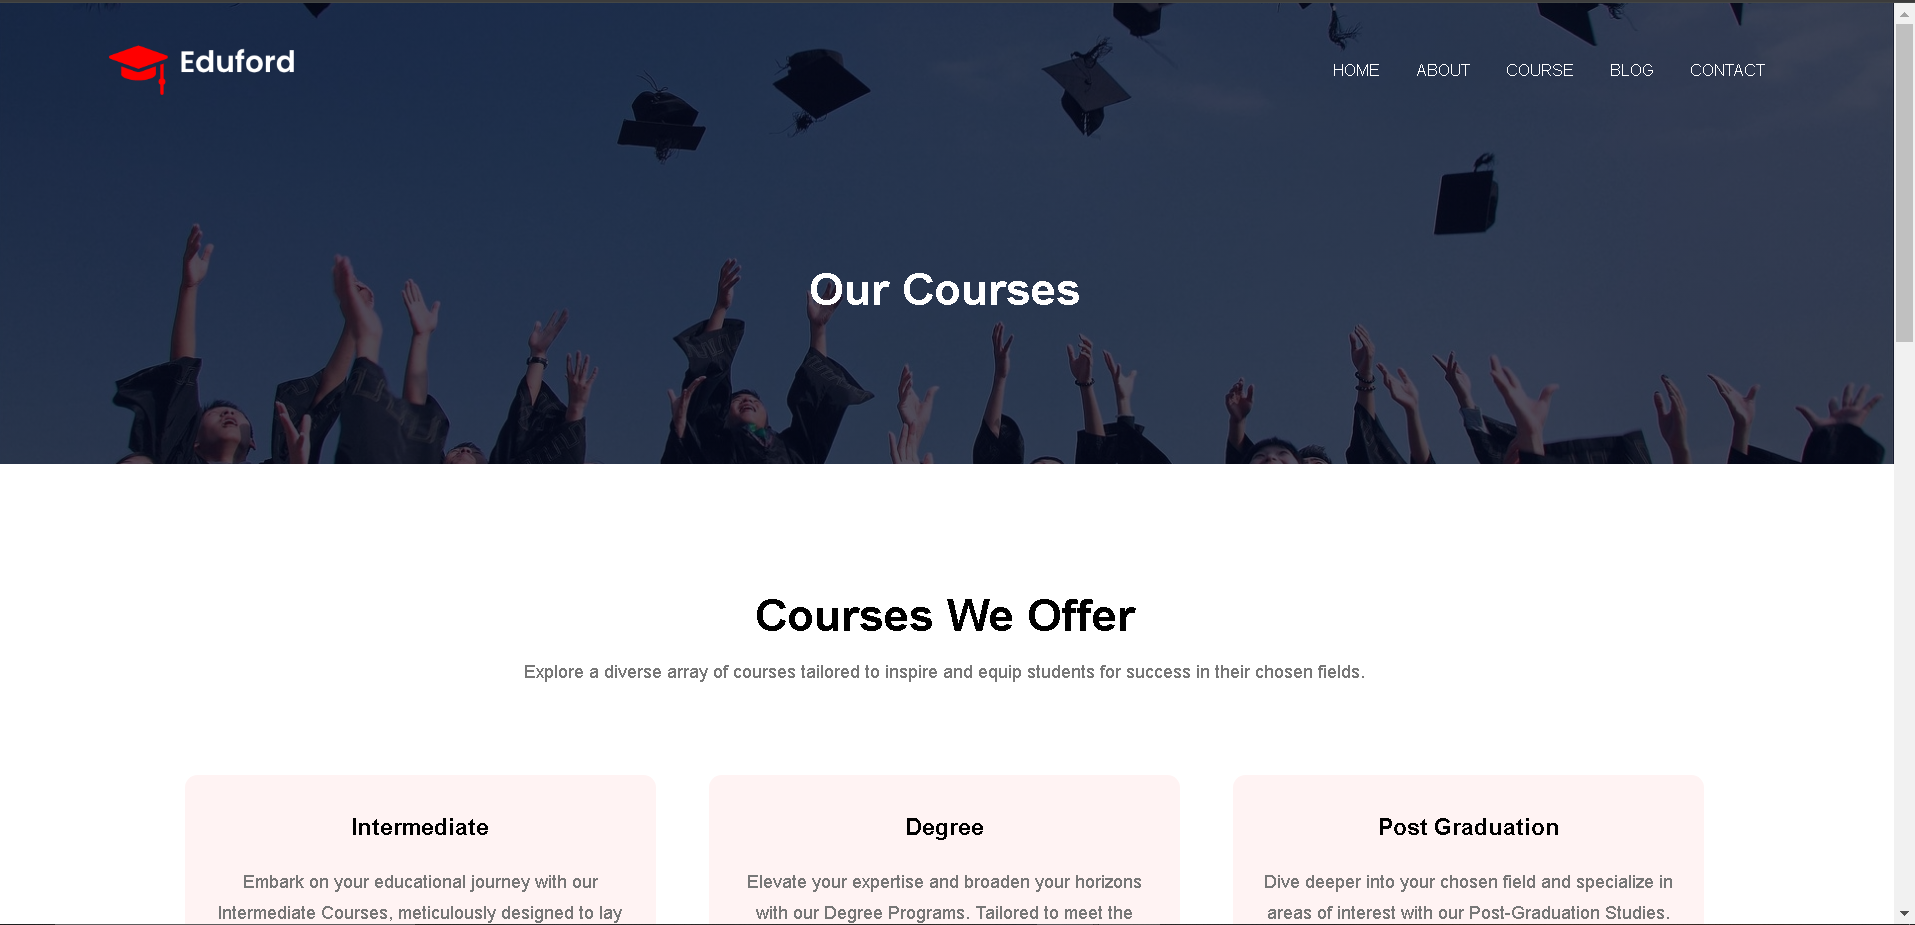 Eduford
HOME ABOUT COURSE BLOG CONTACT
Our Courses
Courses We Offer
Explore a diverse array of courses tailored to inspire and equip students for success in their chosen fields.
Intermediate
Embark on your educational journey with our
Intermediate Courses, meticulously designed to lay
Degree
Elevate your expertise and broaden your horizons
with our Degree Programs. Tailored to meet the
Post Graduation
Dive deeper into your chosen field and specialize in
areas of interest with our Post-Graduation Studies.